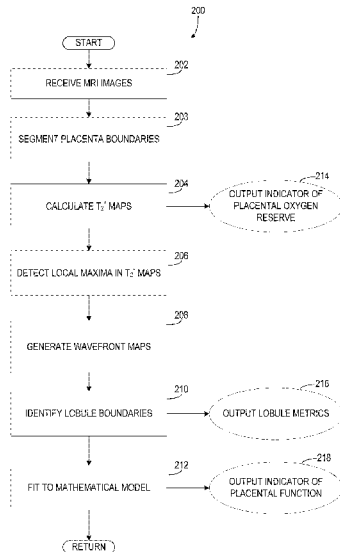 200
START
202
RECEIVE MRI IMAGES
203
SEGMENT PLACENTA BOUNDARIES
204
CALCULATE T₂* MAPS
214
OUTPUT INDICATOR OF
PLACENTAL OXYGEN
RESERVE
206
DETECT LOCAL MAXIMA IN T₂* MAPS
208
GENERATE WAVEFRONT MAPS
210
IDENTIFY LOBULE BOUNDARIES
216
OUTPUT LOBULE METRICS
212
FIT TO MATHEMATICAL MODEL
218
OUTPUT INDICATOR OF
PLACENTAL FUNCTION
RETURN